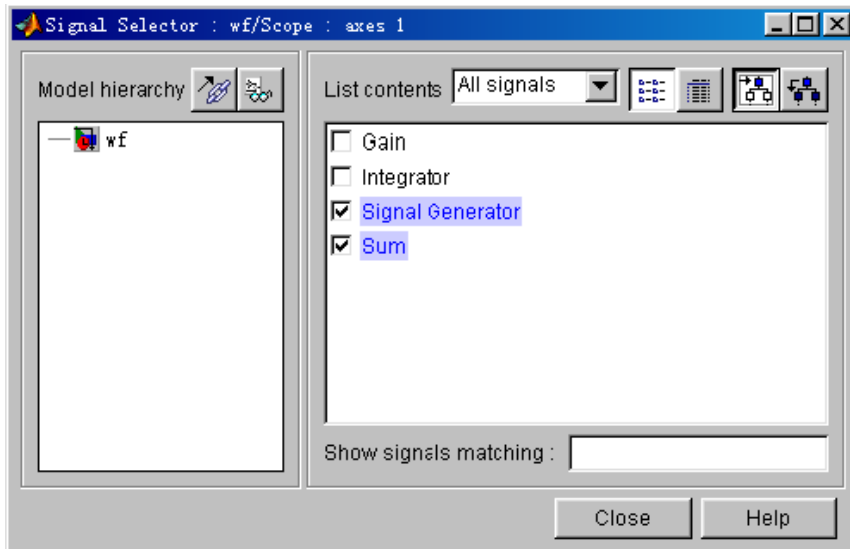 Signal Selector : wf/Scope : axes 1
Model hierarchy
wf
List contents All signals
Gain
Integrator
Signal Generator
Sum
Show signals matching :
Close Help